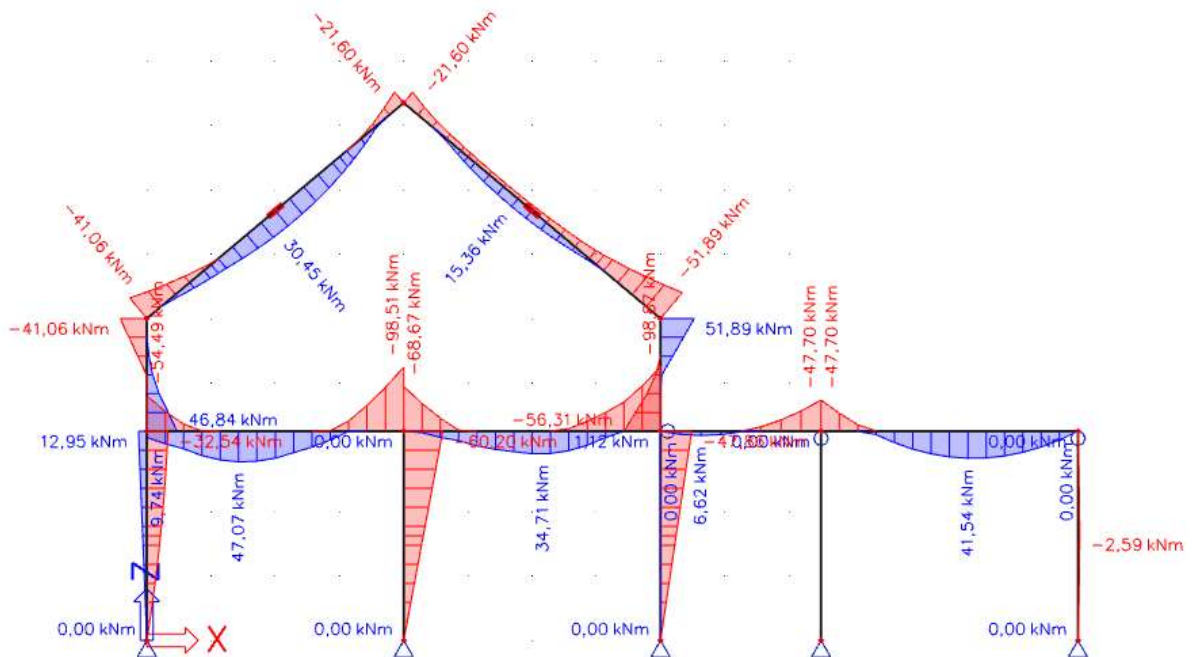 -21,60 kNm
-21,60 kNm
-41,06 kNm
30,45 kNm
15,36 kNm
-51,89 kNm
-41,06 kNm
-54,49 kNm
-98,51 kNm
-68,67 kNm
51,89 kNm
-47,70 kNm
-47,70 kNm
46,84 kNm
-56,31 kNm
12,95 kNm
-32,54 kNm
0,00 kNm
-60,20 kNm
1,12 kNm
0,00 kNm
9,74 kNm
47,07 kNm
34,71 kNm
0,00 kNm
6,62 kNm
41,54 kNm
0,00 kNm
-2,59 kNm
Z
X
0,00 kNm
0,00 kNm
0,00 kNm
0,00 kNm